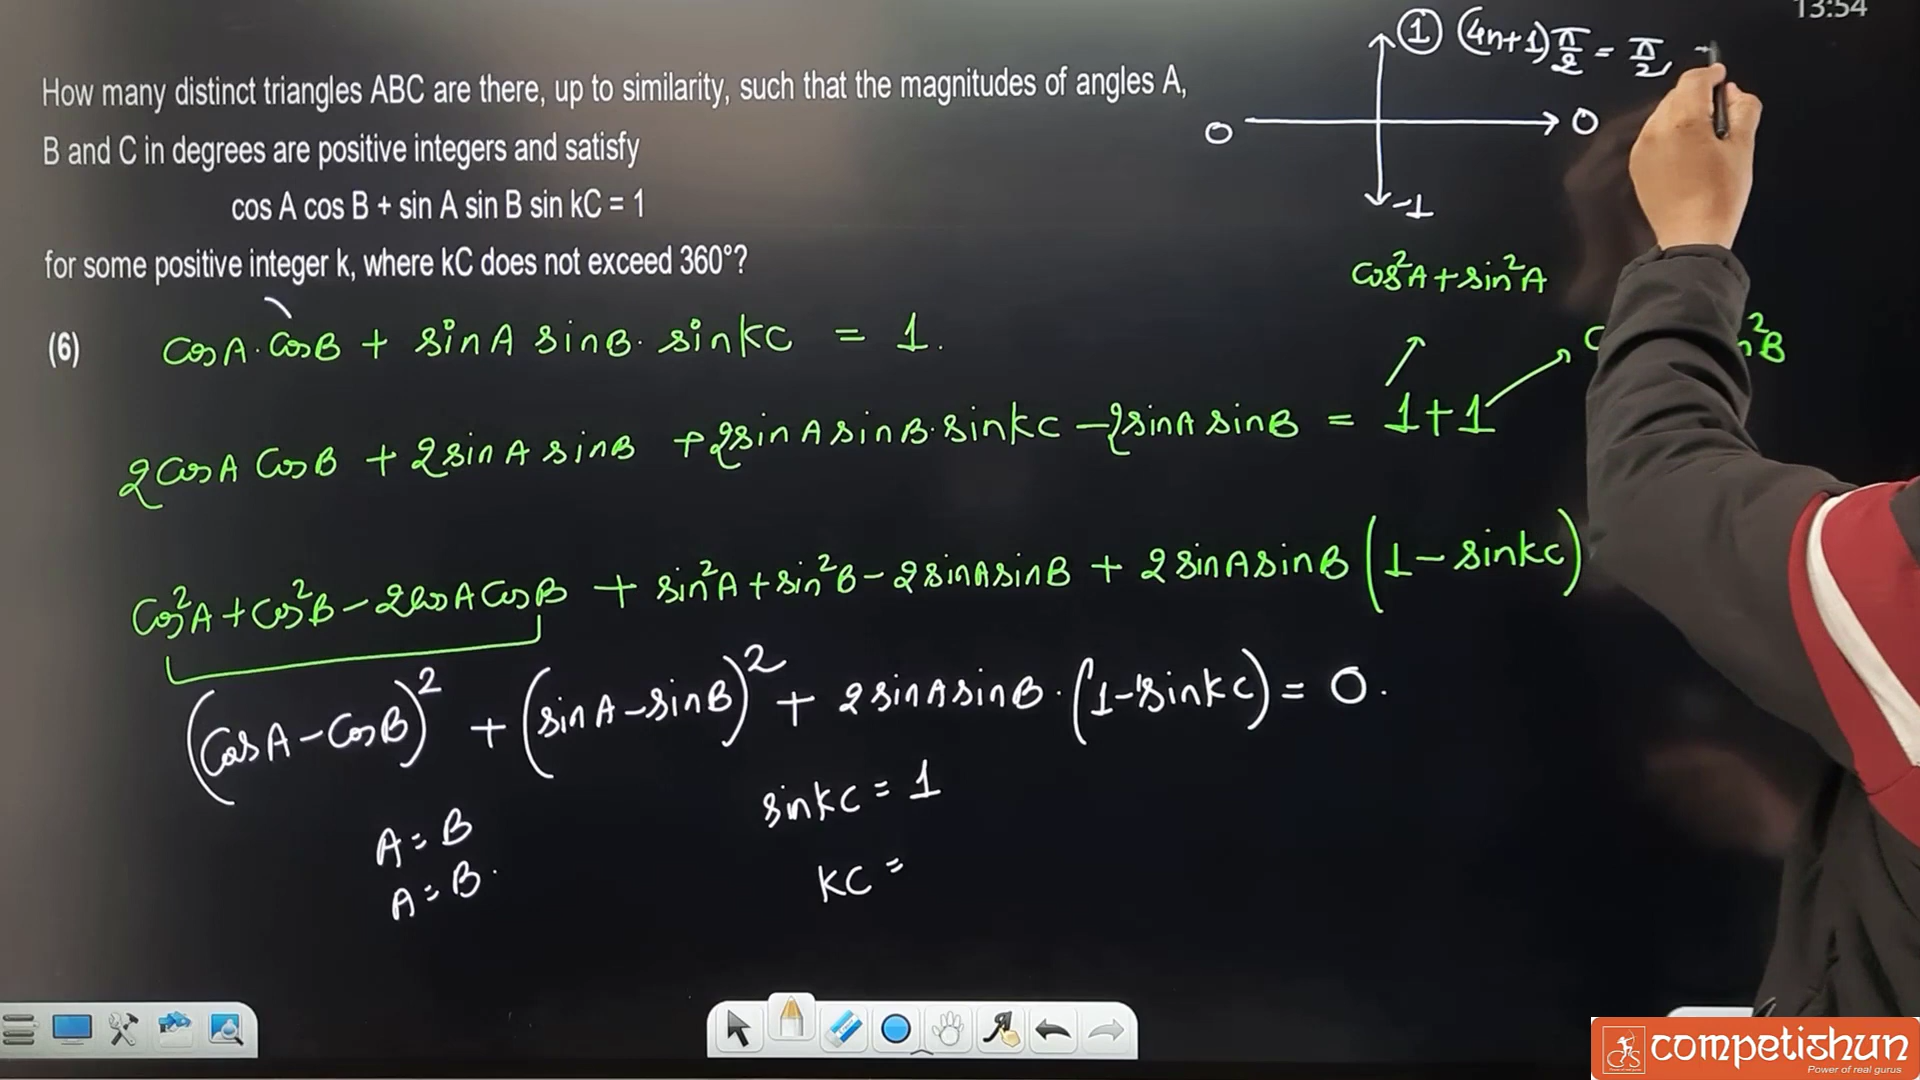 13:54
How many distinct triangles ABC are there, up to similarity, such that the magnitudes of angles A,
B and C in degrees are positive integers and satisfy
cos A cos B + sin A sin B sin kC = 1
for some positive integer k, where kC does not exceed 360°?
① (4n+1)π/2 = π/2,
0
0
-1
cos²A + sin²A
²B
(6) cosA·cosB + sinA sinB· sinkC = 1.
2cosA cosB + 2sinA sinB + 2sinA sinB·sinkC − 2sinA sinB = 1+1
cos²A + cos²B − 2cosA cosB + sin²A + sin²B − 2sinA sinB + 2sinA sinB (1 − sinkC)
(cosA − cosB)² + (sinA − sinB)² + 2sinA sinB·(1 − sinkC) = 0.
A = B
A = B.
sinkC = 1
kC =
competishun
Power of real gurus